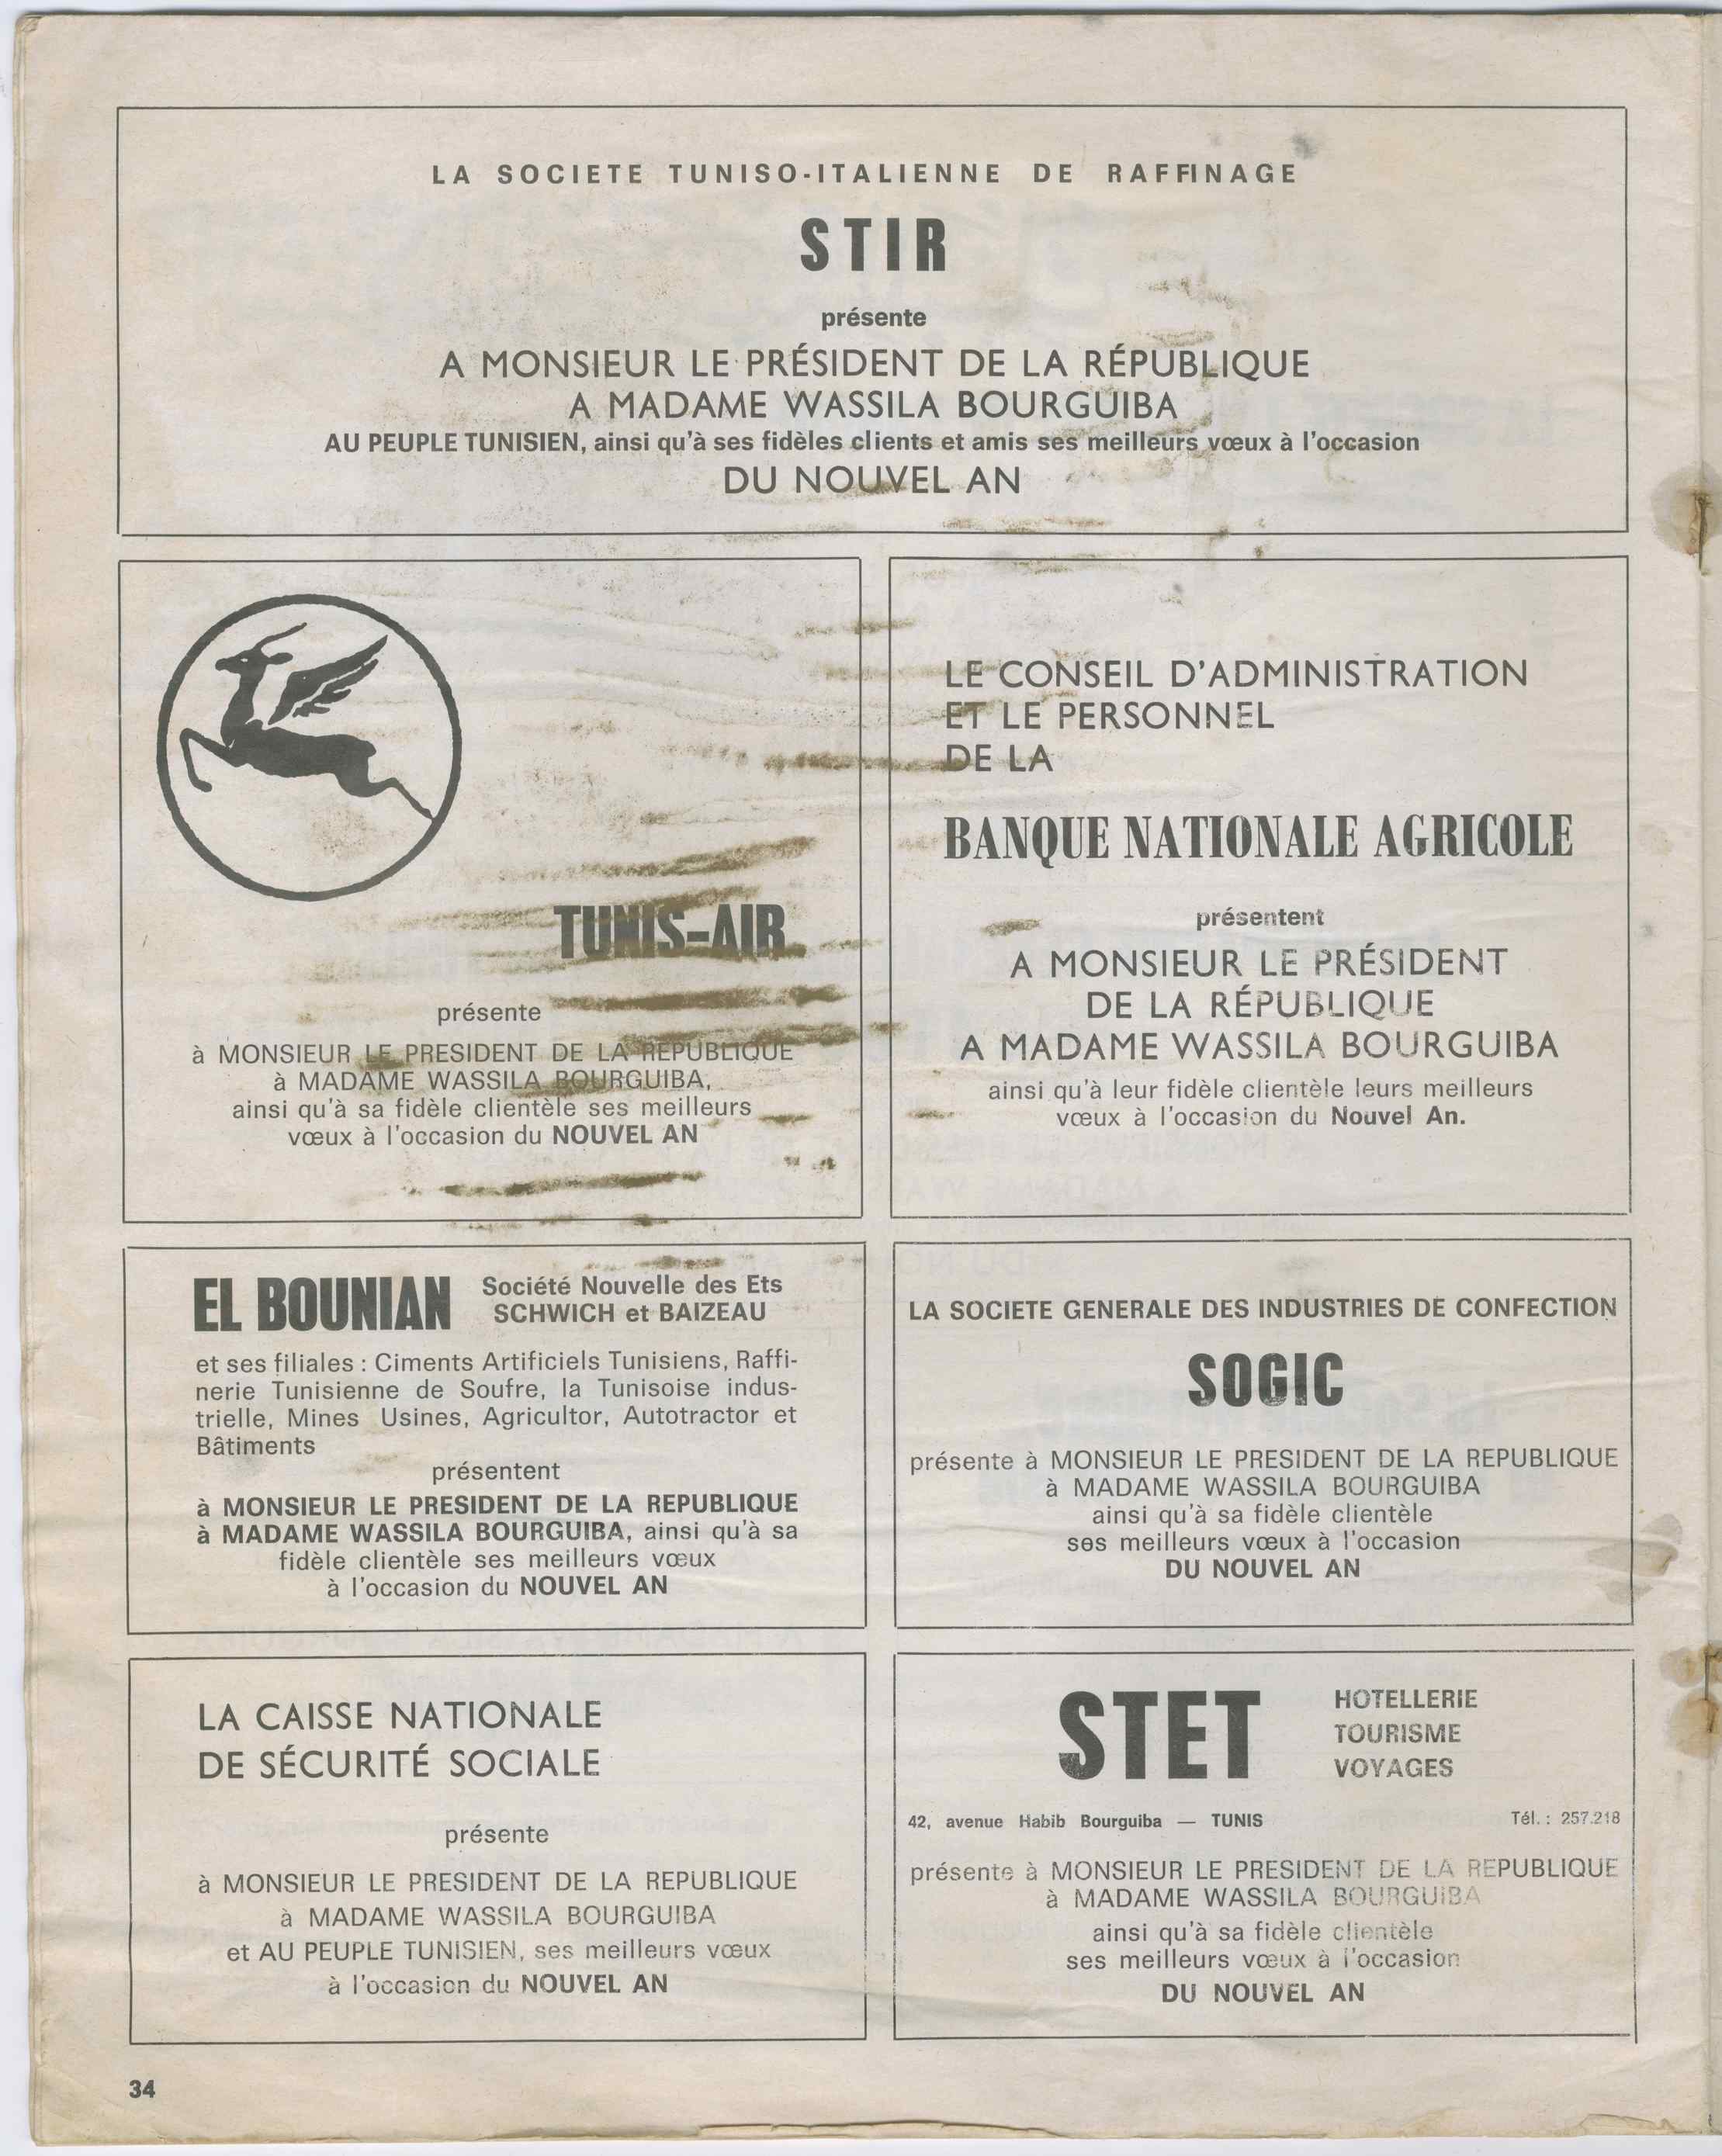 LA SOCIETE TUNISO-ITALIENNE DE RAFFINAGE
STIR
présente
A MONSIEUR LE PRÉSIDENT DE LA RÉPUBLIQUE
A MADAME WASSILA BOURGUIBA
AU PEUPLE TUNISIEN, ainsi qu'à ses fidèles clients et amis ses meilleurs vœux à l'occasion
DU NOUVEL AN
TUNIS-AIR
présente
à MONSIEUR LE PRESIDENT DE LA REPUBLIQUE
à MADAME WASSILA BOURGUIBA,
ainsi qu'à sa fidèle clientèle ses meilleurs
vœux à l'occasion du NOUVEL AN
LE CONSEIL D'ADMINISTRATION
ET LE PERSONNEL
DE LA
BANQUE NATIONALE AGRICOLE
présentent
A MONSIEUR LE PRÉSIDENT
DE LA RÉPUBLIQUE
A MADAME WASSILA BOURGUIBA
ainsi qu'à leur fidèle clientèle leurs meilleurs
vœux à l'occasion du Nouvel An.
EL BOUNIAN
Société Nouvelle des Ets
SCHWICH et BAIZEAU
et ses filiales : Ciments Artificiels Tunisiens, Raffi-
nerie Tunisienne de Soufre, la Tunisoise indus-
trielle, Mines Usines, Agricultor, Autotractor et
Bâtiments
présentent
à MONSIEUR LE PRESIDENT DE LA REPUBLIQUE
à MADAME WASSILA BOURGUIBA, ainsi qu'à sa
fidèle clientèle ses meilleurs vœux
à l'occasion du NOUVEL AN
LA SOCIETE GENERALE DES INDUSTRIES DE CONFECTION
SOGIC
présente à MONSIEUR LE PRESIDENT DE LA REPUBLIQUE
à MADAME WASSILA BOURGUIBA
ainsi qu'à sa fidèle clientèle
ses meilleurs vœux à l'occasion
DU NOUVEL AN
LA CAISSE NATIONALE
DE SÉCURITÉ SOCIALE
présente
à MONSIEUR LE PRESIDENT DE LA REPUBLIQUE
à MADAME WASSILA BOURGUIBA
et AU PEUPLE TUNISIEN, ses meilleurs vœux
à l'occasion du NOUVEL AN
STET
HOTELLERIE
TOURISME
VOYAGES
42, avenue Habib Bourguiba — TUNIS Tél. : 257.218
présente à MONSIEUR LE PRESIDENT DE LA REPUBLIQUE
à MADAME WASSILA BOURGUIBA
ainsi qu'à sa fidèle clientèle
ses meilleurs vœux à l'occasion
DU NOUVEL AN
34